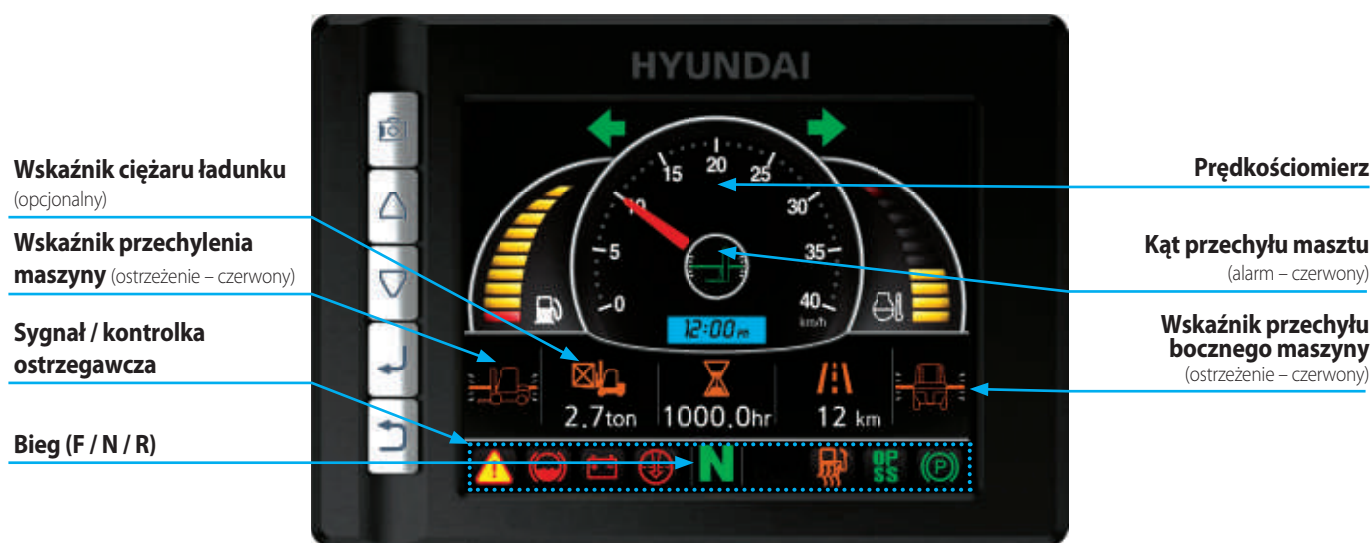 HYUNDAI
Wskaźnik ciężaru ładunku
(opcjonalny)
Wskaźnik przechylenia
maszyny (ostrzeżenie – czerwony)
Sygnał / kontrolka
ostrzegawcza
Bieg (F / N / R)
0
5
10
15
20
25
30
35
40
km/h
12:00 PM
2.7ton
1000.0hr
12 km
N
OP
SS
P
Prędkościomierz
Kąt przechyłu masztu
(alarm – czerwony)
Wskaźnik przechyłu
bocznego maszyny
(ostrzeżenie – czerwony)